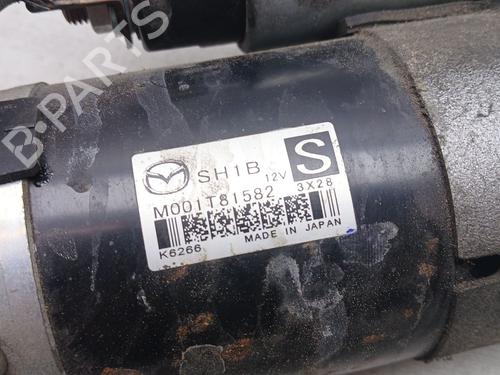 B-PARTS
SH1B 12V S
M001T81582 3X28
K6266 MADE IN JAPAN